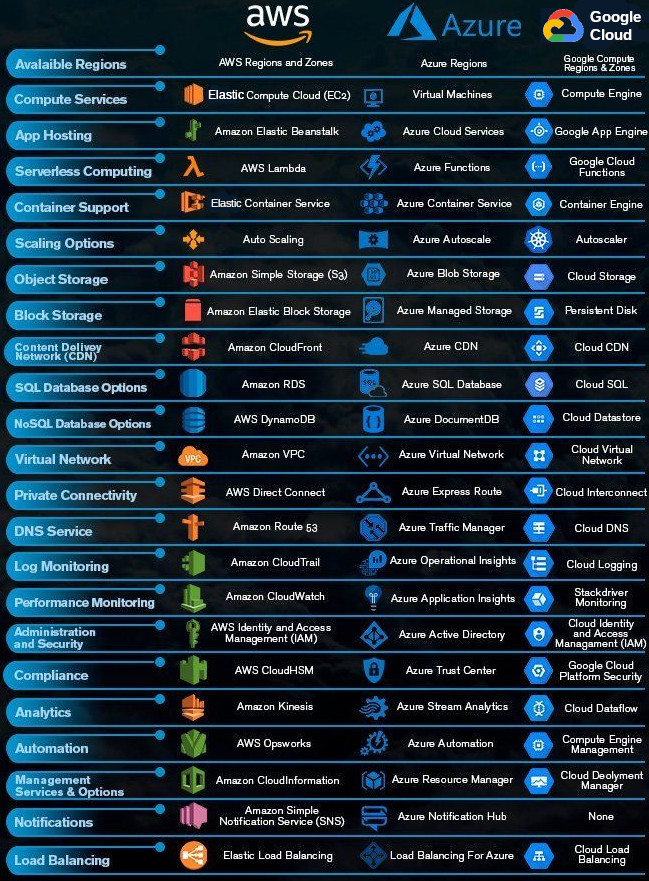 aws Azure Google
Cloud
Avalaible Regions AWS Regions and Zones Azure Regions Google Compute
Regions & Zones
Compute Services Elastic Compute Cloud (EC2) Virtual Machines Compute Engine
App Hosting Amazon Elastic Beanstalk Azure Cloud Services Google App Engine
Serverless Computing AWS Lambda Azure Functions Google Cloud
Functions
Container Support Elastic Container Service Azure Container Service Container Engine
Scaling Options Auto Scaling Azure Autoscale Autoscaler
Object Storage Amazon Simple Storage (S3) Azure Blob Storage Cloud Storage
Block Storage Amazon Elastic Block Storage SQL Azure Managed Storage Persistent Disk
Content Delivey
Network (CDN) Amazon CloudFront Azure CDN Cloud CDN
SQL Database Options Amazon RDS SQL Azure SQL Database Cloud SQL
NoSQL Database Options AWS DynamoDB Azure DocumentDB Cloud Datastore
Virtual Network VPC Amazon VPC Azure Virtual Network Cloud Virtual
Network
Private Connectivity AWS Direct Connect Azure Express Route Cloud Interconnect
DNS Service Amazon Route 53 Azure Traffic Manager Cloud DNS
Log Monitoring Amazon CloudTrail Azure Operational Insights Cloud Logging
Performance Monitoring Amazon CloudWatch Azure Application Insights Stackdriver
Monitoring
Administration
and Security AWS Identity and Access
Management (IAM) Azure Active Directory Cloud Identity
and Access
Managament (IAM)
Compliance AWS CloudHSM Azure Trust Center Google Cloud
Platform Security
Analytics Amazon Kinesis Azure Stream Analytics Cloud Dataflow
Automation AWS Opsworks Azure Automation Compute Engine
Management
Management
Services & Options Amazon CloudInformation Azure Resource Manager Cloud Deolyment
Manager
Notifications Amazon Simple
Notification Service (SNS) Azure Notification Hub None
Load Balancing Elastic Load Balancing Load Balancing For Azure Cloud Load
Balancing